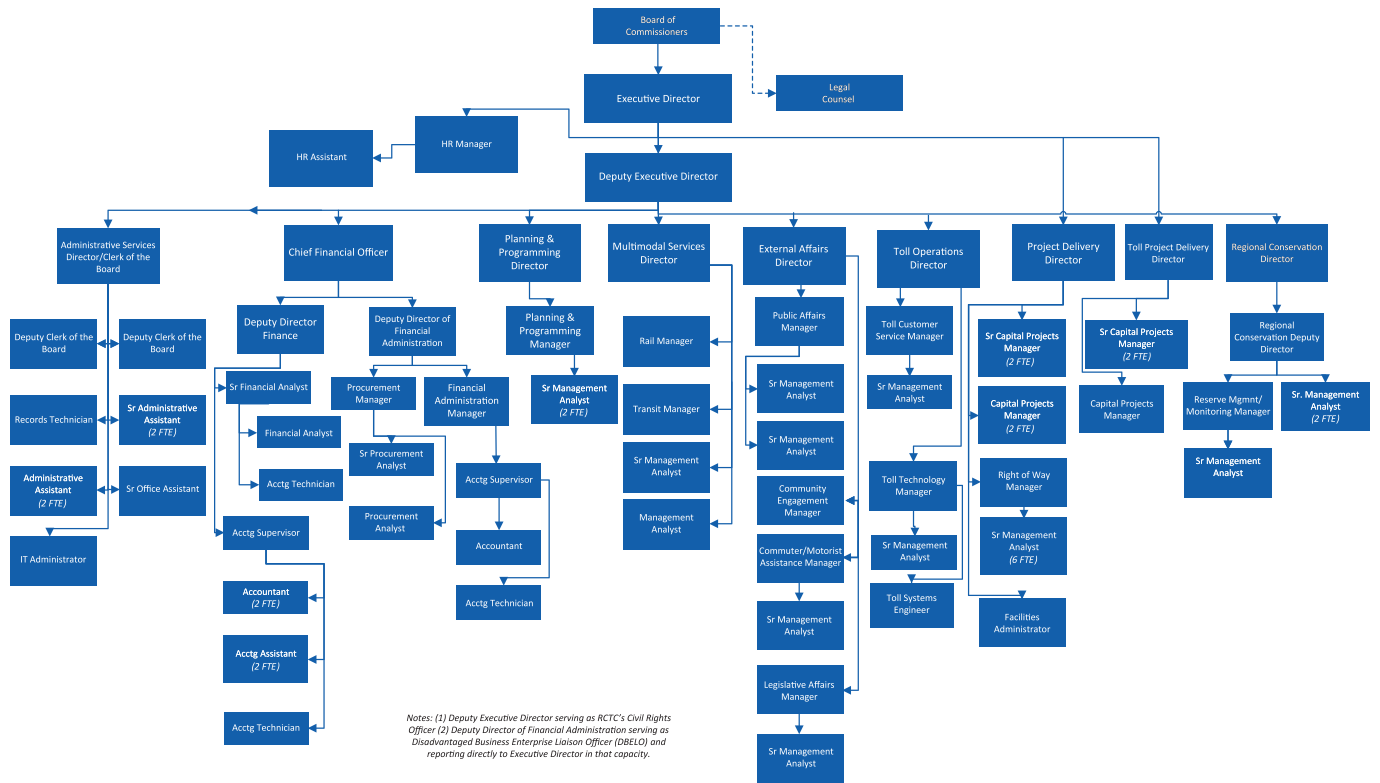 Board of
Commissioners
Legal
Counsel
Executive Director
HR Manager
HR Assistant
Deputy Executive Director
Administrative Services
Director/Clerk of the
Board
Deputy Clerk of the
Board
Deputy Clerk of the
Board
Records Technician
Sr Administrative
Assistant
(2 FTE)
Administrative
Assistant
(2 FTE)
Sr Office Assistant
IT Administrator
Chief Financial Officer
Deputy Director
Finance
Sr Financial Analyst
Financial Analyst
Acctg Technician
Acctg Supervisor
Accountant
(2 FTE)
Acctg Assistant
(2 FTE)
Acctg Technician
Deputy Director of
Financial
Administration
Procurement
Manager
Sr Procurement
Analyst
Procurement
Analyst
Financial
Administration
Manager
Acctg Supervisor
Accountant
Acctg Technician
Planning &
Programming
Director
Planning &
Programming
Manager
Sr Management
Analyst
(2 FTE)
Multimodal Services
Director
Rail Manager
Transit Manager
Sr Management
Analyst
Management
Analyst
External Affairs
Director
Public Affairs
Manager
Sr Management
Analyst
Sr Management
Analyst
Community
Engagement
Manager
Commuter/Motorist
Assistance Manager
Sr Management
Analyst
Legislative Affairs
Manager
Sr Management
Analyst
Toll Operations
Director
Toll Customer
Service Manager
Sr Management
Analyst
Toll Technology
Manager
Sr Management
Analyst
Toll Systems
Engineer
Project Delivery
Director
Sr Capital Projects
Manager
(2 FTE)
Capital Projects
Manager
(2 FTE)
Right of Way
Manager
Sr Management
Analyst
(6 FTE)
Facilities
Administrator
Toll Project Delivery
Director
Sr Capital Projects
Manager
(2 FTE)
Capital Projects
Manager
Regional Conservation
Director
Regional
Conservation Deputy
Director
Reserve Mgmnt/
Monitoring Manager
Sr Management
Analyst
Sr. Management
Analyst
(2 FTE)
Notes: (1) Deputy Executive Director serving as RCTC's Civil Rights
Officer (2) Deputy Director of Financial Administration serving as
Disadvantaged Business Enterprise Liaison Officer (DBELO) and
reporting directly to Executive Director in that capacity.